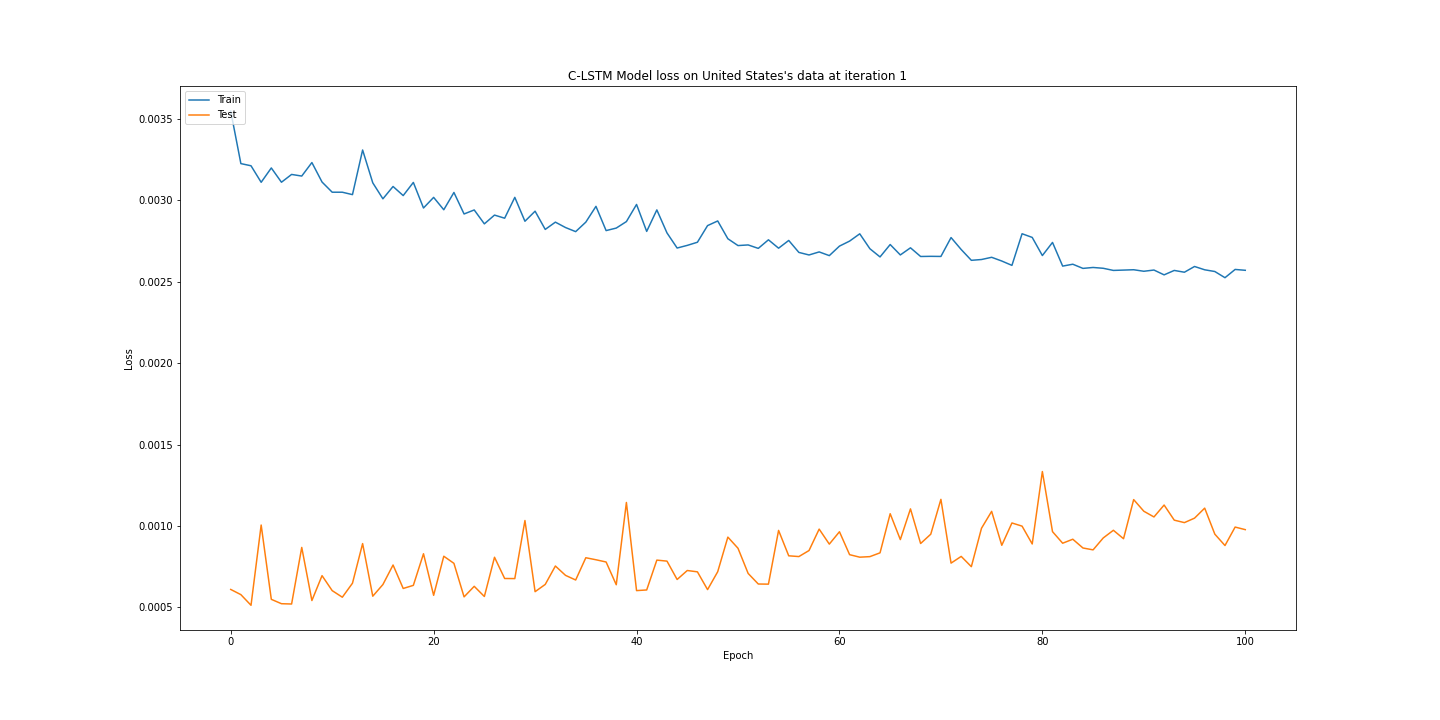 C-LSTM Model loss on United States's data at iteration 1
Train
Test
0.0035
0.0030
0.0025
0.0020
0.0015
0.0010
0.0005
Loss
0 20 40 60 80 100
Epoch